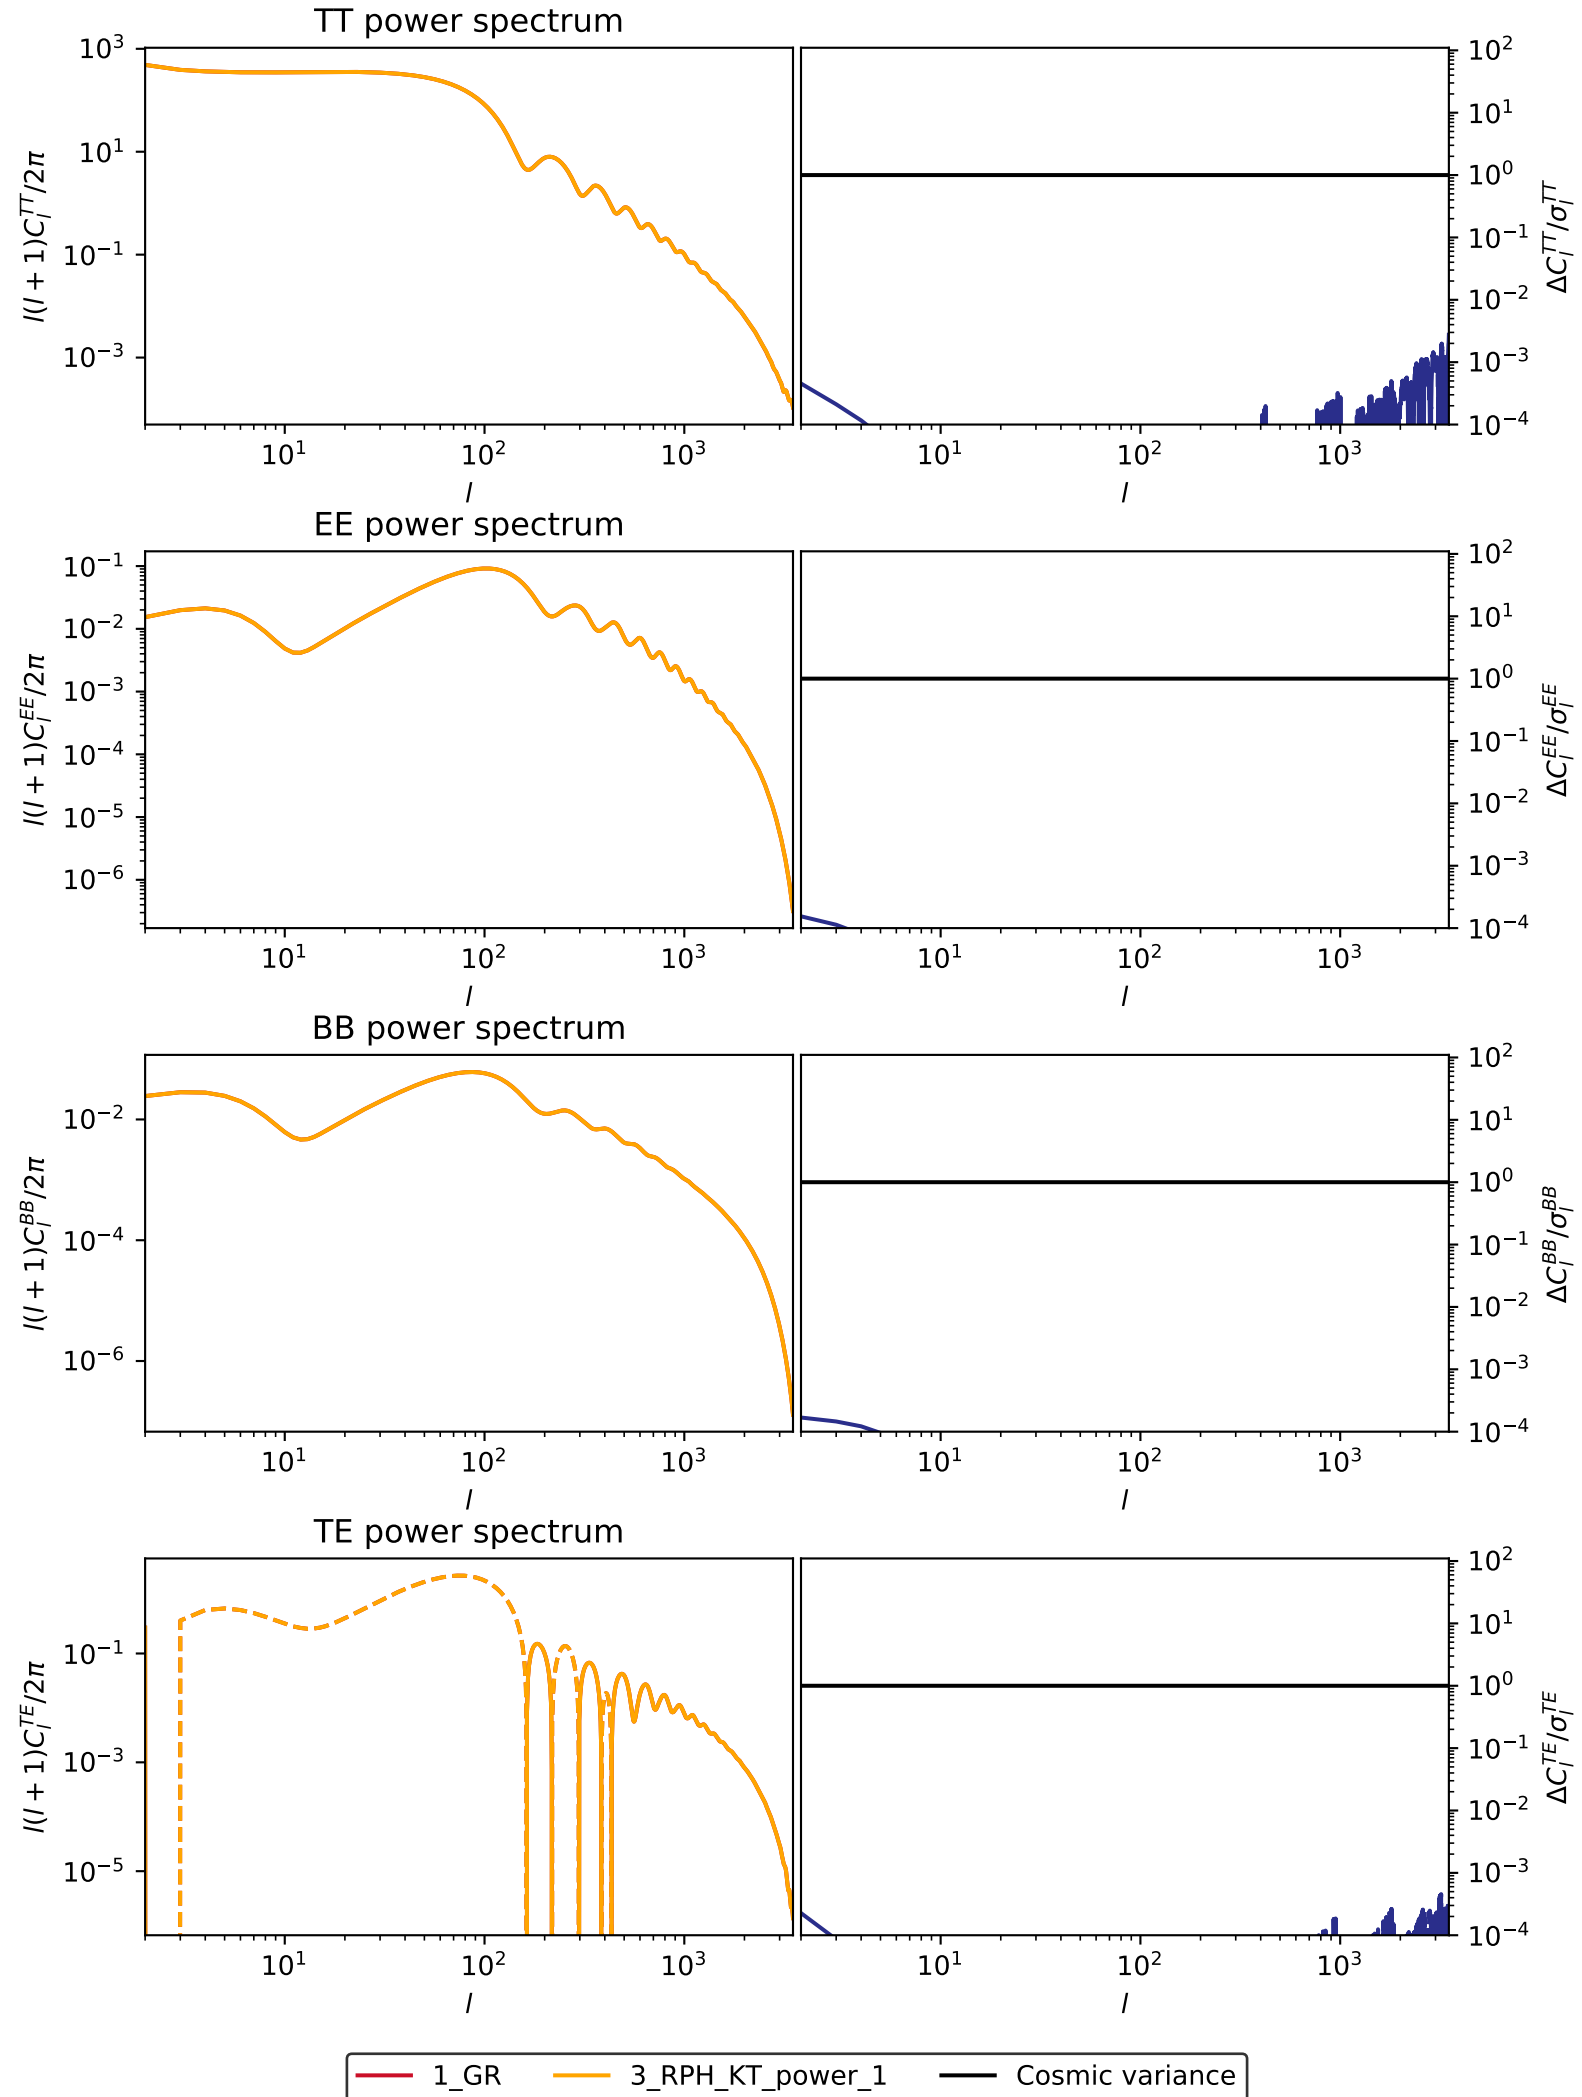 TT power spectrum
10^3
10^1
10^-1
10^-3
l(l + 1)C_l^TT/2π
10^1 10^2 10^3
l
10^2
10^1
10^0
10^-1
10^-2
10^-3
10^-4
ΔC_l^TT/σ_l^TT
10^1 10^2 10^3
l
EE power spectrum
10^-1
10^-2
10^-3
10^-4
10^-5
10^-6
l(l + 1)C_l^EE/2π
10^1 10^2 10^3
l
10^2
10^1
10^0
10^-1
10^-2
10^-3
10^-4
ΔC_l^EE/σ_l^EE
10^1 10^2 10^3
l
BB power spectrum
10^-2
10^-4
10^-6
l(l + 1)C_l^BB/2π
10^1 10^2 10^3
l
10^2
10^1
10^0
10^-1
10^-2
10^-3
10^-4
ΔC_l^BB/σ_l^BB
10^1 10^2 10^3
l
TE power spectrum
10^-1
10^-3
10^-5
l(l + 1)C_l^TE/2π
10^1 10^2 10^3
l
10^2
10^1
10^0
10^-1
10^-2
10^-3
10^-4
ΔC_l^TE/σ_l^TE
10^1 10^2 10^3
l
1_GR 3_RPH_KT_power_1 Cosmic variance